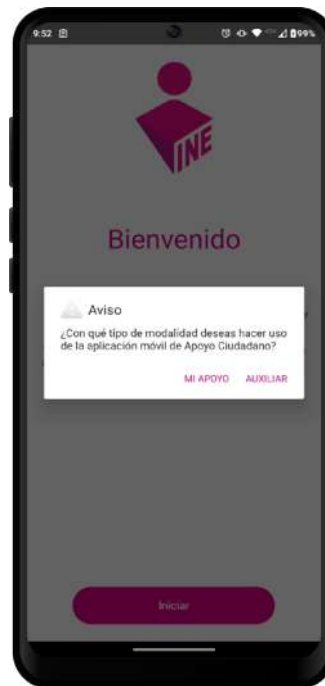 9:52
99%
INE
Bienvenido
Aviso
¿Con qué tipo de modalidad deseas hacer uso
de la aplicación móvil de Apoyo Ciudadano?
MI APOYO AUXILIAR
Iniciar